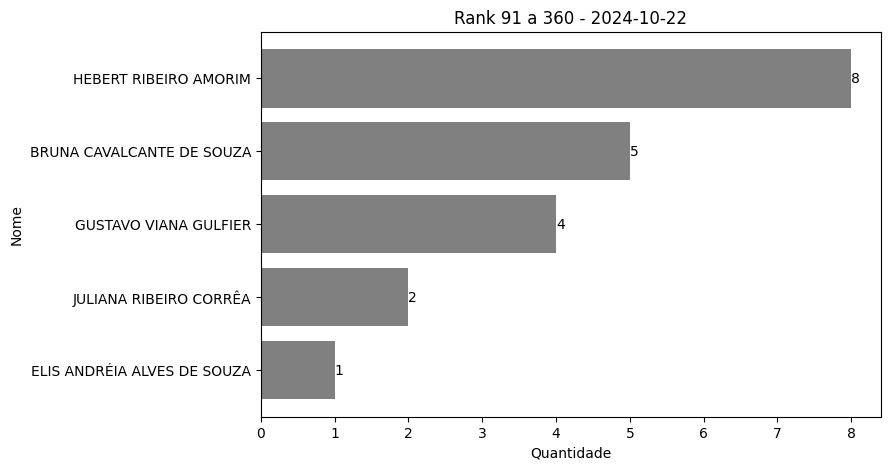 Rank 91 a 360 - 2024-10-22
Nome
HEBERT RIBEIRO AMORIM
8
BRUNA CAVALCANTE DE SOUZA
5
GUSTAVO VIANA GULFIER
4
JULIANA RIBEIRO CORRÊA
2
ELIS ANDRÉIA ALVES DE SOUZA
1
0 1 2 3 4 5 6 7 8
Quantidade